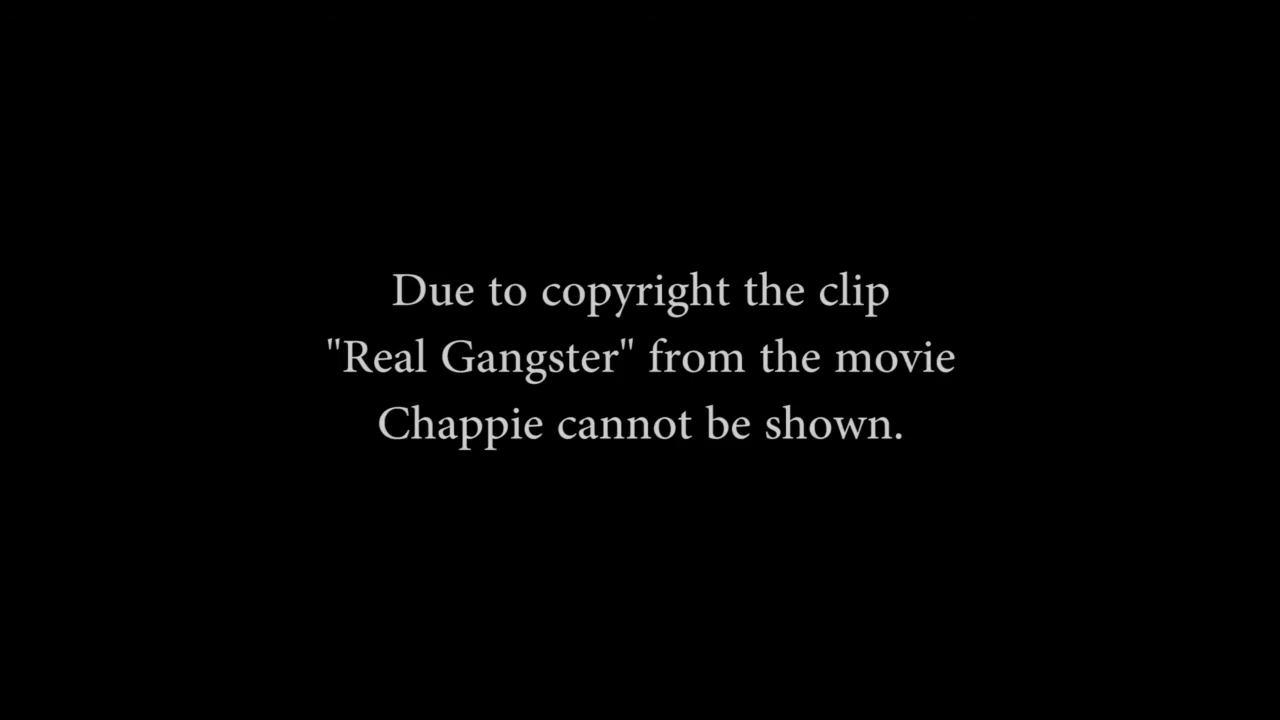 Due to copyright the clip
"Real Gangster" from the movie
Chappie cannot be shown.